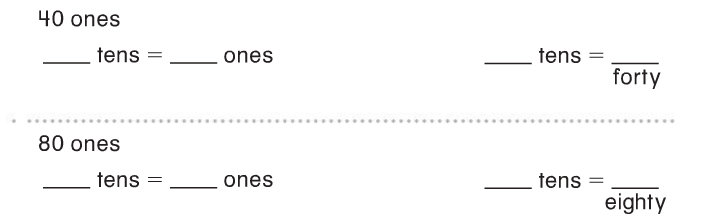 40 ones
____ tens = ____ ones ____ tens = ____
forty
80 ones
____ tens = ____ ones ____ tens = ____
eighty